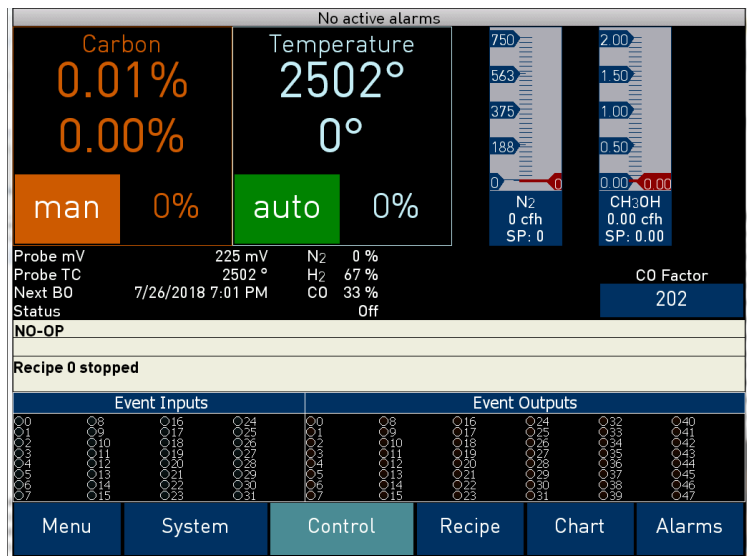 No active alarms
Carbon
0.01%
0.00%
man 0%
Temperature
2502°
0°
auto 0%
750
563
375
188
0 0
N2
0 cfh
SP: 0
2.00
1.50
1.00
0.50
0.00 0.00
CH3OH
0.00 cfh
SP: 0.00
Probe mV 225 mV N2 0 %
Probe TC 2502 ° H2 67 %
Next BO 7/26/2018 7:01 PM CO 33 %
Status Off
CO Factor
202
NO-OP
Recipe 0 stopped
Event Inputs Event Outputs
0 8 16 24 0 8 16 24 32 40
1 9 17 25 1 9 17 25 33 41
2 10 18 26 2 10 18 26 34 42
3 11 19 27 3 11 19 27 35 43
4 12 20 28 4 12 20 28 36 44
5 13 21 29 5 13 21 29 37 45
6 14 22 30 6 14 22 30 38 46
7 15 23 31 7 15 23 31 39 47
Menu System Control Recipe Chart Alarms